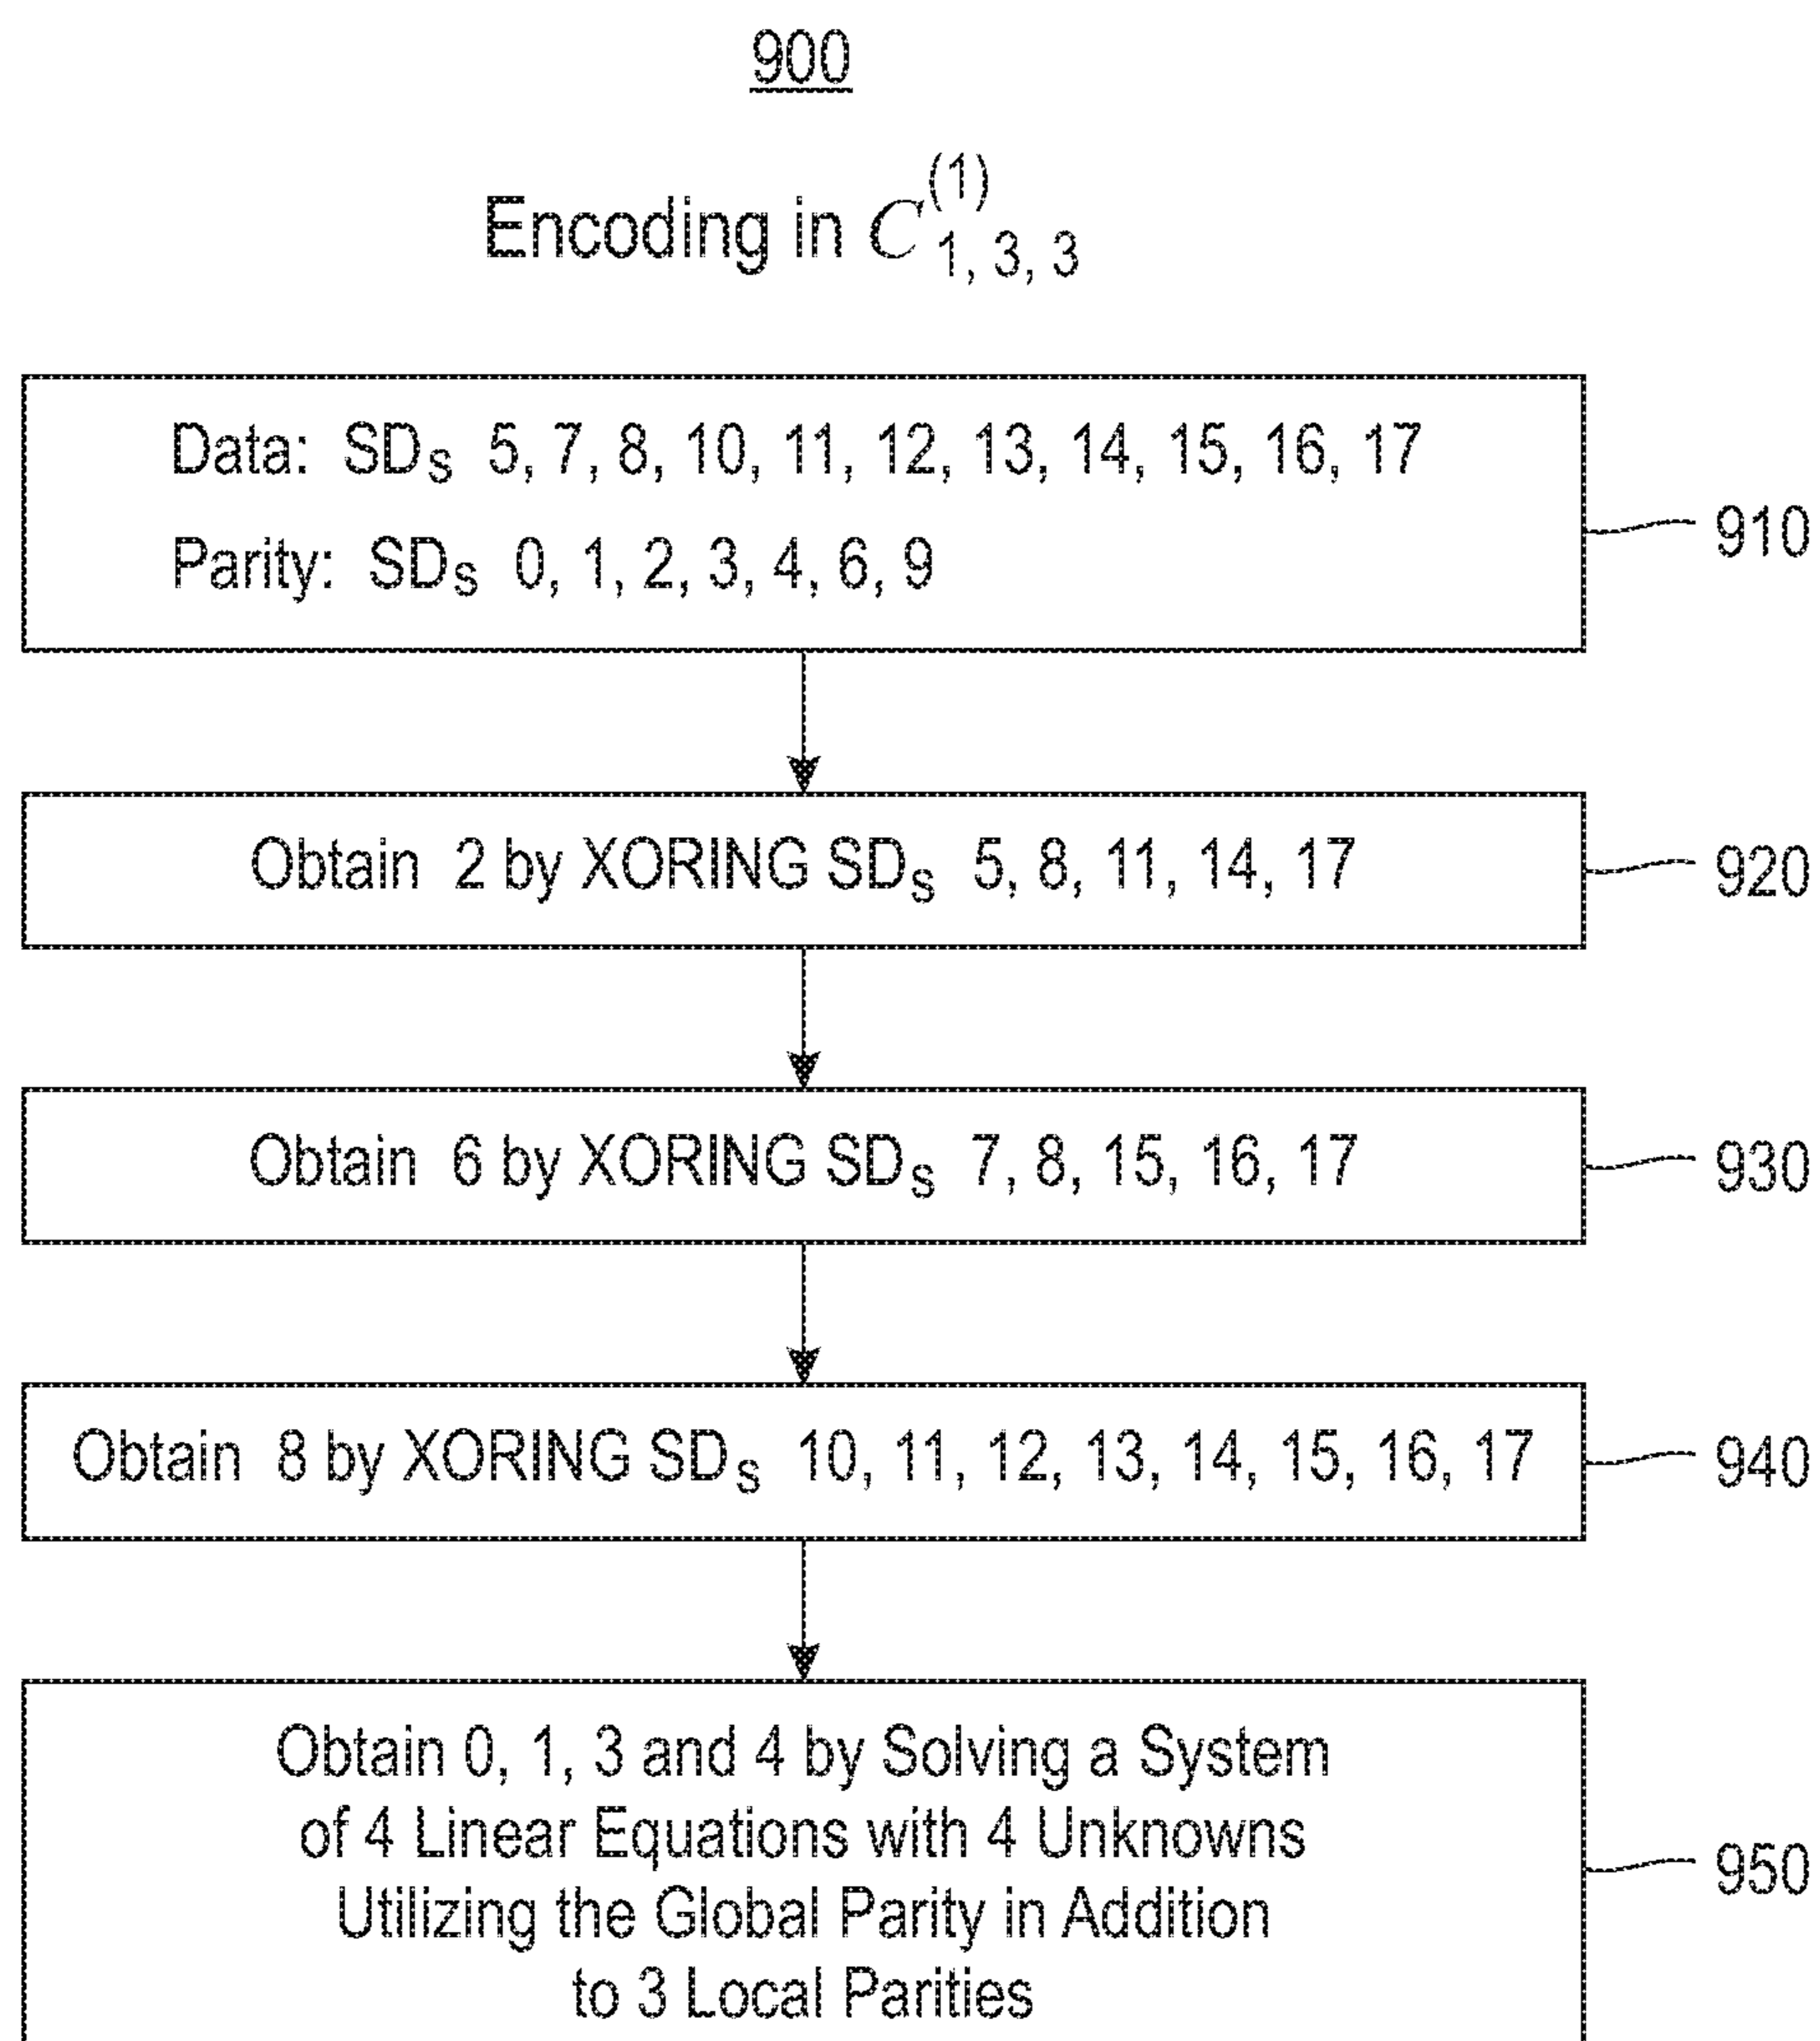 900
Encoding in C^{(1)}_{1, 3, 3}
Data: SDs 5, 7, 8, 10, 11, 12, 13, 14, 15, 16, 17
Parity: SDs 0, 1, 2, 3, 4, 6, 9
910
Obtain 2 by XORING SDs 5, 8, 11, 14, 17
920
Obtain 6 by XORING SDs 7, 8, 15, 16, 17
930
Obtain 8 by XORING SDs 10, 11, 12, 13, 14, 15, 16, 17
940
Obtain 0, 1, 3 and 4 by Solving a System
of 4 Linear Equations with 4 Unknowns
Utilizing the Global Parity in Addition
to 3 Local Parities
950